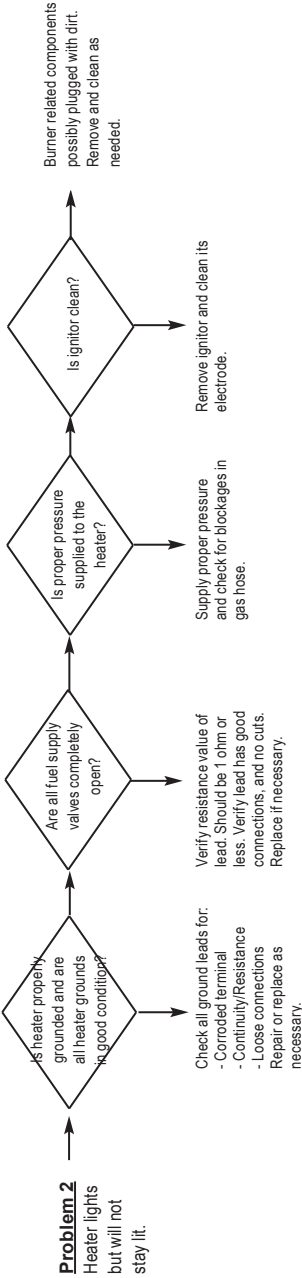 Problem 2
Heater lights
but will not
stay lit.
Is heater properly
grounded and are
all heater grounds
in good condition?
Check all ground leads for:
- Corroded terminal
- Continuity/Resistance
- Loose connections
Repair or replace as
necessary.
Are all fuel supply
valves completely
open?
Verify resistance value of
lead. Should be 1 ohm or
less. Verify lead has good
connections, and no cuts.
Replace if necessary.
Is proper pressure
supplied to the
heater?
Supply proper pressure
and check for blockages in
gas hose.
Is ignitor clean?
Remove ignitor and clean its
electrode.
Burner related components
possibly plugged with dirt.
Remove and clean as
needed.